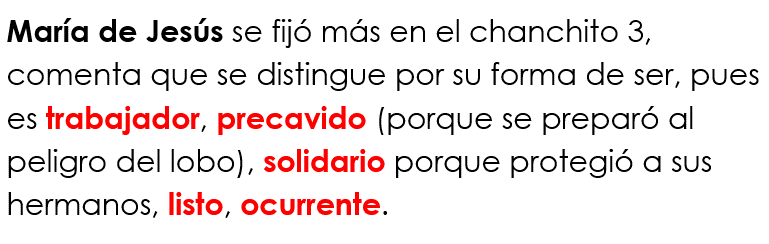 María de Jesús se fijó más en el chanchito 3,
comenta que se distingue por su forma de ser, pues
es trabajador, precavido (porque se preparó al
peligro del lobo), solidario porque protegió a sus
hermanos, listo, ocurrente.